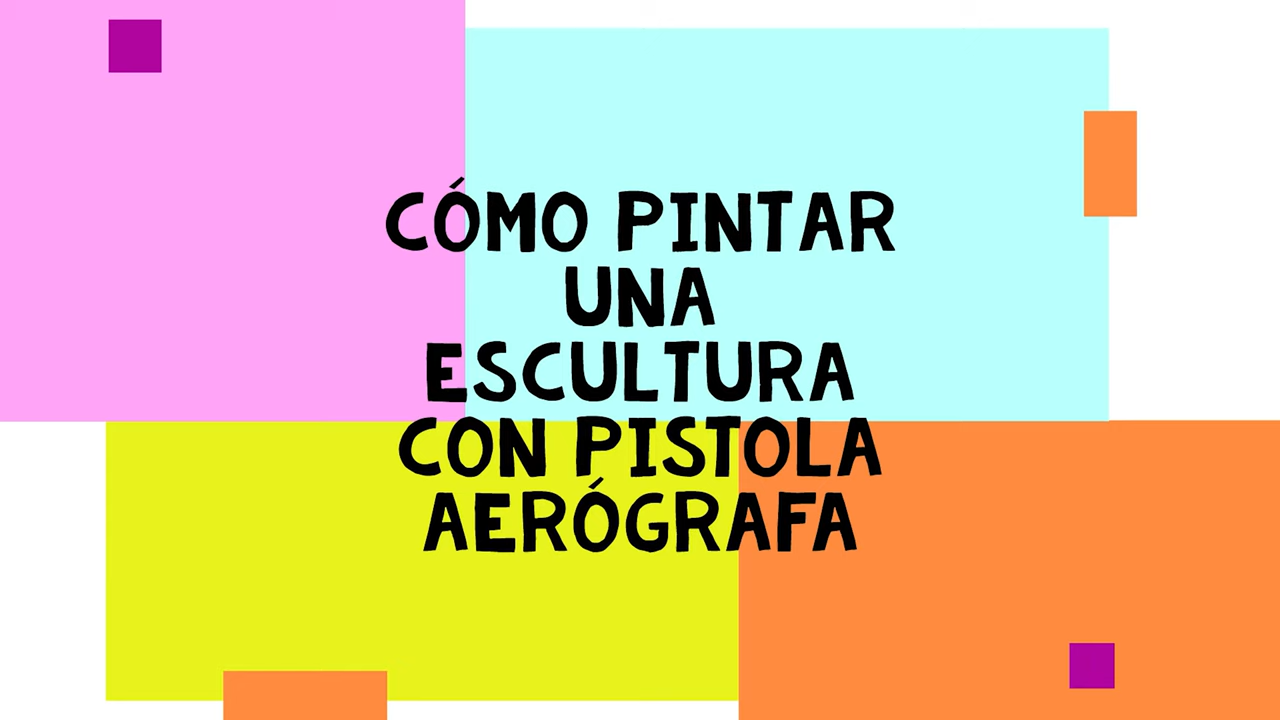 CÓMO PINTAR
UNA
ESCULTURA
CON PISTOLA
AERÓGRAFA